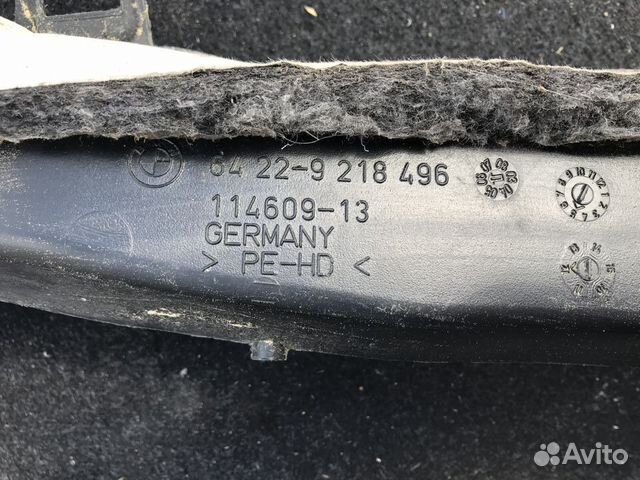 64 22-9 218 496
114609-13
GERMANY
> PE-HD <
Avito